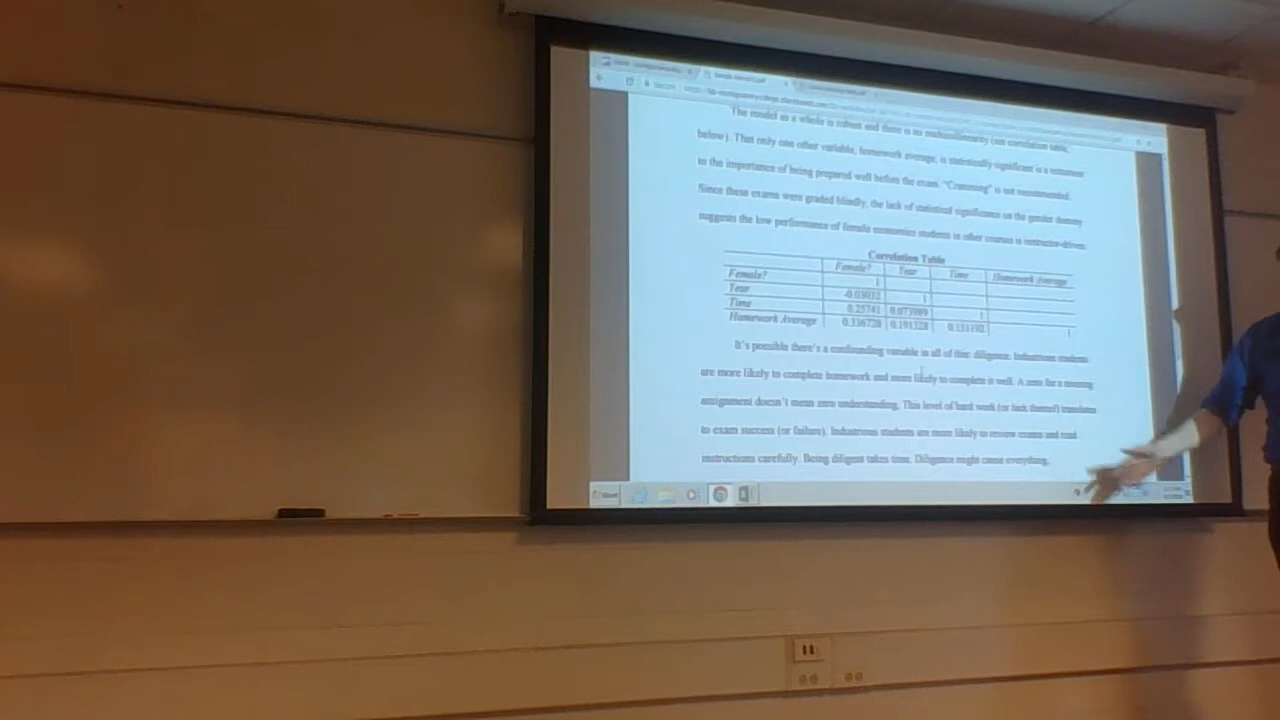 The model as a whole is robust and there is no multicollinearity (see correlation table,
below). That only one other variable, homework average, is statistically significant is a testament
to the importance of being prepared well before the exam. "Cramming" is not recommended.
Since these exams were graded blindly, the lack of statistical significance on the gender dummy
suggests the low performance of female economics students in other courses is instructor-driven.
Correlation Table
Female? Year Time Homework Average
Female? 1
Year -0.03032 1
Time 0.25741 0.073989 1
Homework Average 0.336728 0.191328 0.151192 1
It's possible there's a confounding variable in all of this: diligence. Industrious students
are more likely to complete homework and more likely to complete it well. A zero for a missing
assignment doesn't mean zero understanding. This level of hard work (or lack thereof) translates
to exam success (or failure). Industrious students are more likely to review exams and read
instructions carefully. Being diligent takes time. Diligence might cause everything.
Start